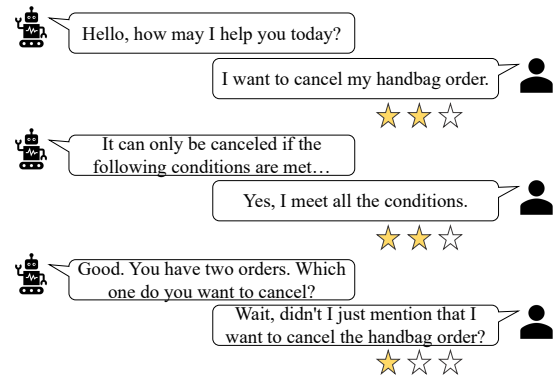 Hello, how may I help you today?
I want to cancel my handbag order.
It can only be canceled if the
following conditions are met…
Yes, I meet all the conditions.
Good. You have two orders. Which
one do you want to cancel?
Wait, didn't I just mention that I
want to cancel the handbag order?